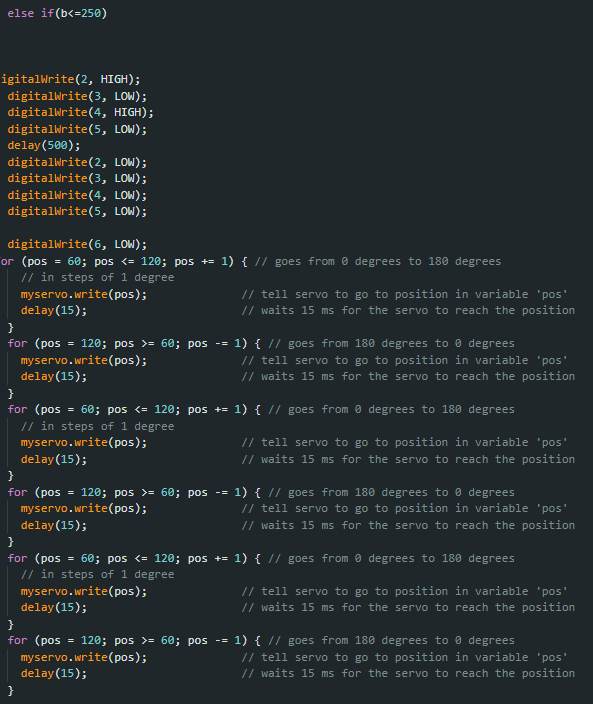 else if(b<=250)
igitalWrite(2, HIGH);
digitalWrite(3, LOW);
digitalWrite(4, HIGH);
digitalWrite(5, LOW);
delay(500);
digitalWrite(2, LOW);
digitalWrite(3, LOW);
digitalWrite(4, LOW);
digitalWrite(5, LOW);
digitalWrite(6, LOW);
or (pos = 60; pos <= 120; pos += 1) { // goes from 0 degrees to 180 degrees
// in steps of 1 degree
myservo.write(pos); // tell servo to go to position in variable 'pos'
delay(15); // waits 15 ms for the servo to reach the position
}
for (pos = 120; pos >= 60; pos -= 1) { // goes from 180 degrees to 0 degrees
myservo.write(pos); // tell servo to go to position in variable 'pos'
delay(15); // waits 15 ms for the servo to reach the position
}
for (pos = 60; pos <= 120; pos += 1) { // goes from 0 degrees to 180 degrees
// in steps of 1 degree
myservo.write(pos); // tell servo to go to position in variable 'pos'
delay(15); // waits 15 ms for the servo to reach the position
}
for (pos = 120; pos >= 60; pos -= 1) { // goes from 180 degrees to 0 degrees
myservo.write(pos); // tell servo to go to position in variable 'pos'
delay(15); // waits 15 ms for the servo to reach the position
}
for (pos = 60; pos <= 120; pos += 1) { // goes from 0 degrees to 180 degrees
// in steps of 1 degree
myservo.write(pos); // tell servo to go to position in variable 'pos'
delay(15); // waits 15 ms for the servo to reach the position
}
for (pos = 120; pos >= 60; pos -= 1) { // goes from 180 degrees to 0 degrees
myservo.write(pos); // tell servo to go to position in variable 'pos'
delay(15); // waits 15 ms for the servo to reach the position
}